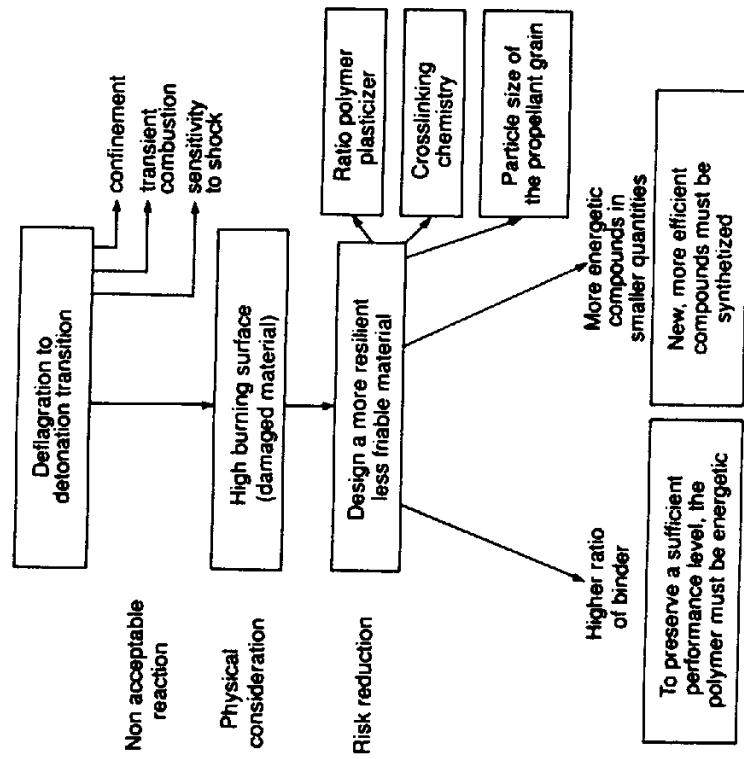 Non acceptable
reaction
Deflagration to
detonation transition
confinement
transient
combustion
sensitivity
to shock
Physical
consideration
High burning surface
(damaged material)
Risk reduction
Design a more resilient
less friable material
Ratio polymer
plasticizer
Crosslinking
chemistry
Particle size of
the propellant grain
Higher ratio
of binder
More energetic
compounds in
smaller quantities
To preserve a sufficient
performance level, the
polymer must be energetic
New, more efficient
compounds must be
synthetized